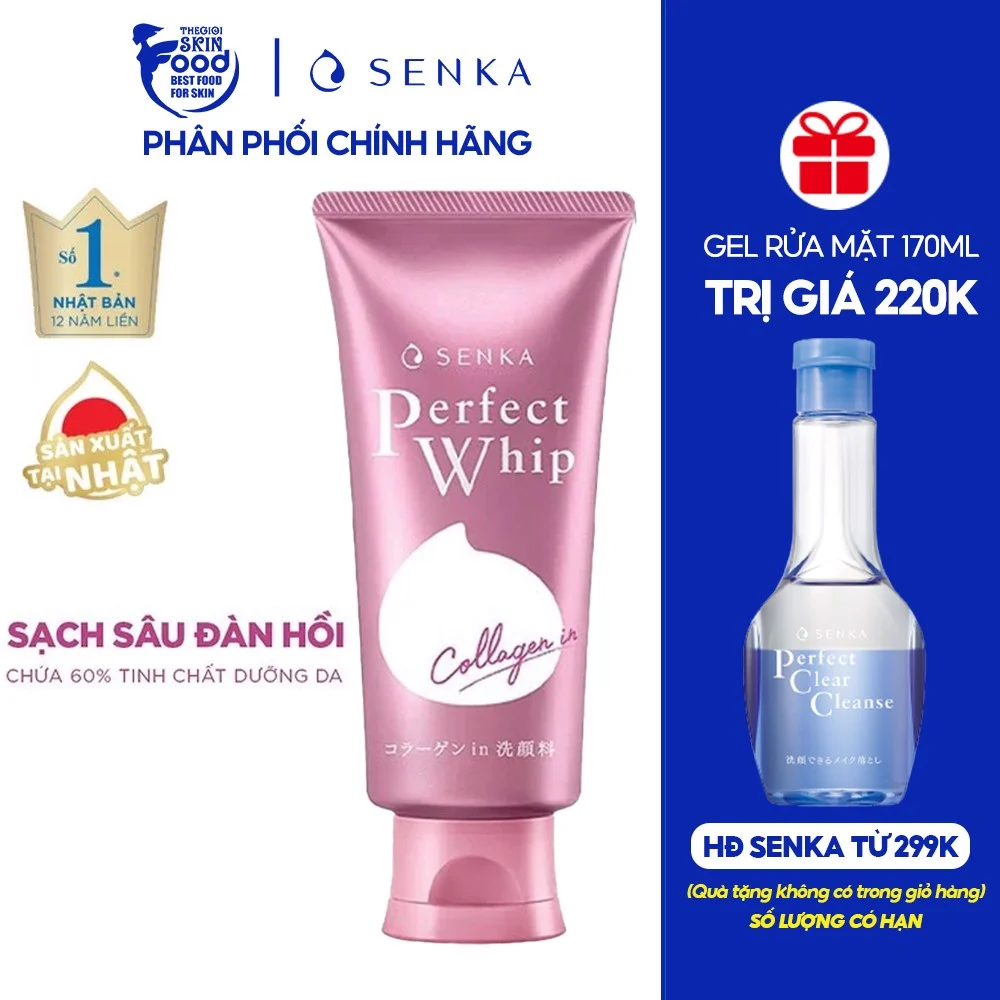 THEGIOI
SKIN
Food
BEST FOOD
FOR SKIN
SENKA
PHÂN PHỐI CHÍNH HÃNG
Số
1*
NHẬT BẢN
12 NĂM LIỀN
SẢN XUẤT
TẠI NHẬT
SẠCH SÂU ĐÀN HỒI
CHỨA 60% TINH CHẤT DƯỠNG DA
SENKA
Perfect
Whip
Collagen in
コラーゲン in 洗顔料
GEL RỬA MẶT 170ML
TRỊ GIÁ 220K
SENKA
Perfect
Clear
Cleanse
洗顔できるメイク落とし
HĐ SENKA TỪ 299K
(Quà tặng không có trong giỏ hàng)
SỐ LƯỢNG CÓ HẠN